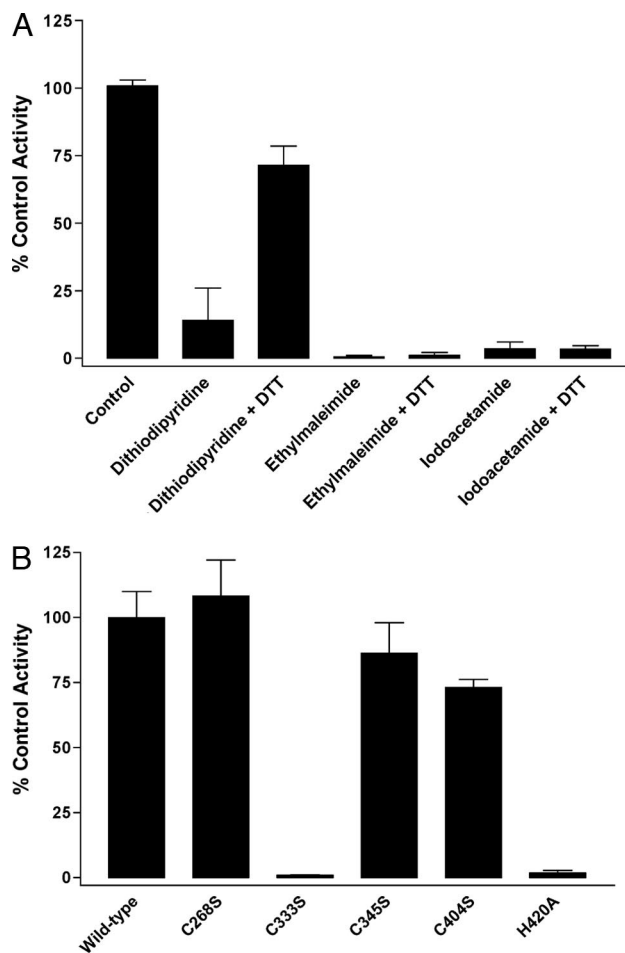 A
% Control Activity
125
100
75
50
25
0
Control
Dithiodipyridine
Dithiodipyridine + DTT
Ethylmaleimide
Ethylmaleimide + DTT
Iodoacetamide
Iodoacetamide + DTT
B
% Control Activity
125
100
75
50
25
0
Wild-type
C268S
C333S
C345S
C404S
H420A